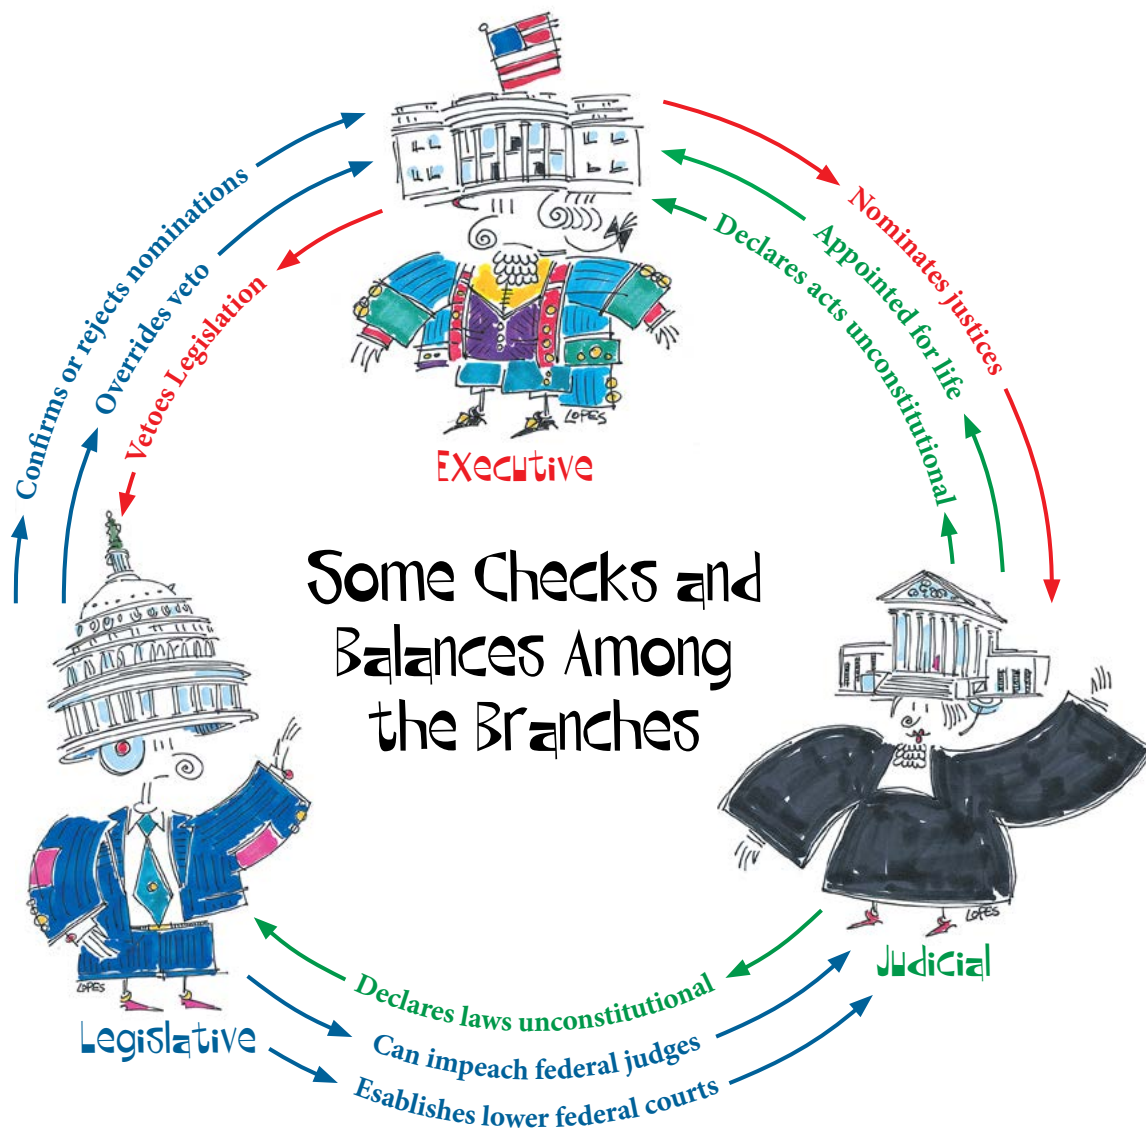 Confirms or rejects nominations
Overrides veto
Vetoes Legislation
Nominates justices
Appointed for life
Declares acts unconstitutional
LOPES
Executive
Some Checks and
Balances Among
the Branches
LOPES
Judicial
LOPES
Legislative
Declares laws unconstitutional
Can impeach federal judges
Esablishes lower federal courts